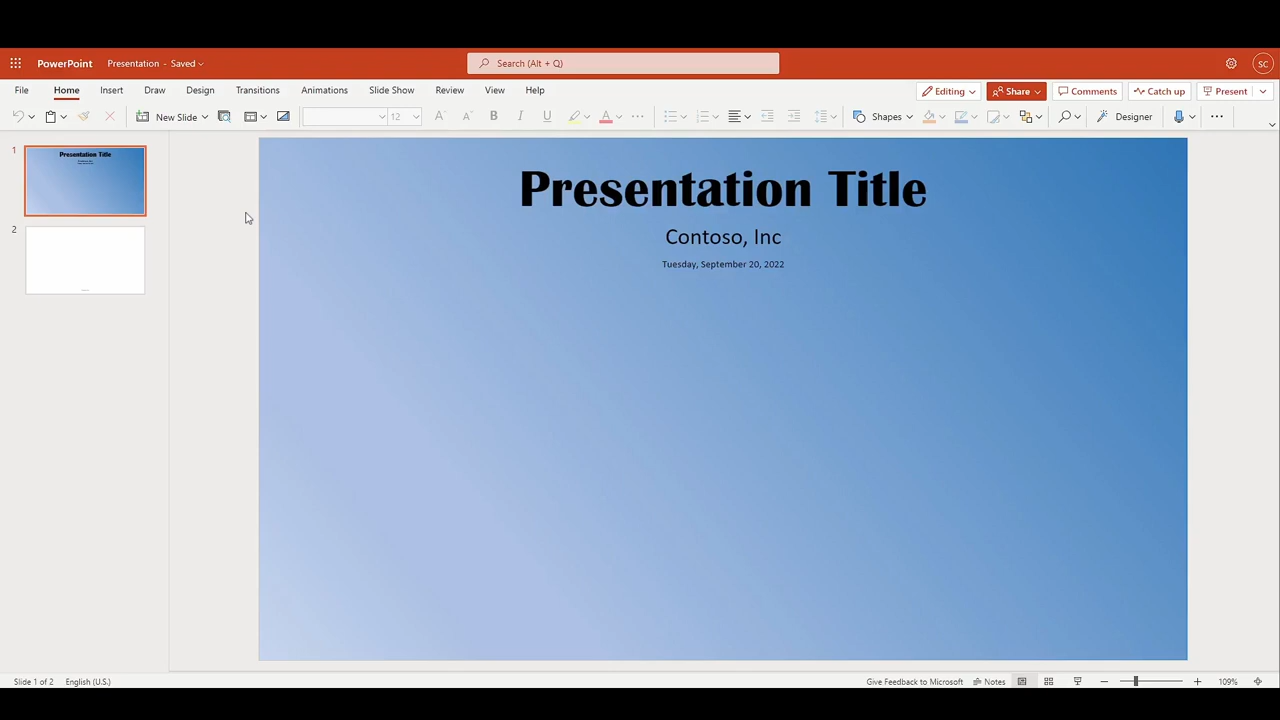 PowerPoint Presentation - Saved Search (Alt + Q) SC
File Home Insert Draw Design Transitions Animations Slide Show Review View Help Editing Share Comments Catch up Present
New Slide 12 B I U A Shapes Designer
1
Presentation Title
2
Presentation Title
Contoso, Inc
Tuesday, September 20, 2022
Slide 1 of 2 English (U.S.) Give Feedback to Microsoft Notes 109%